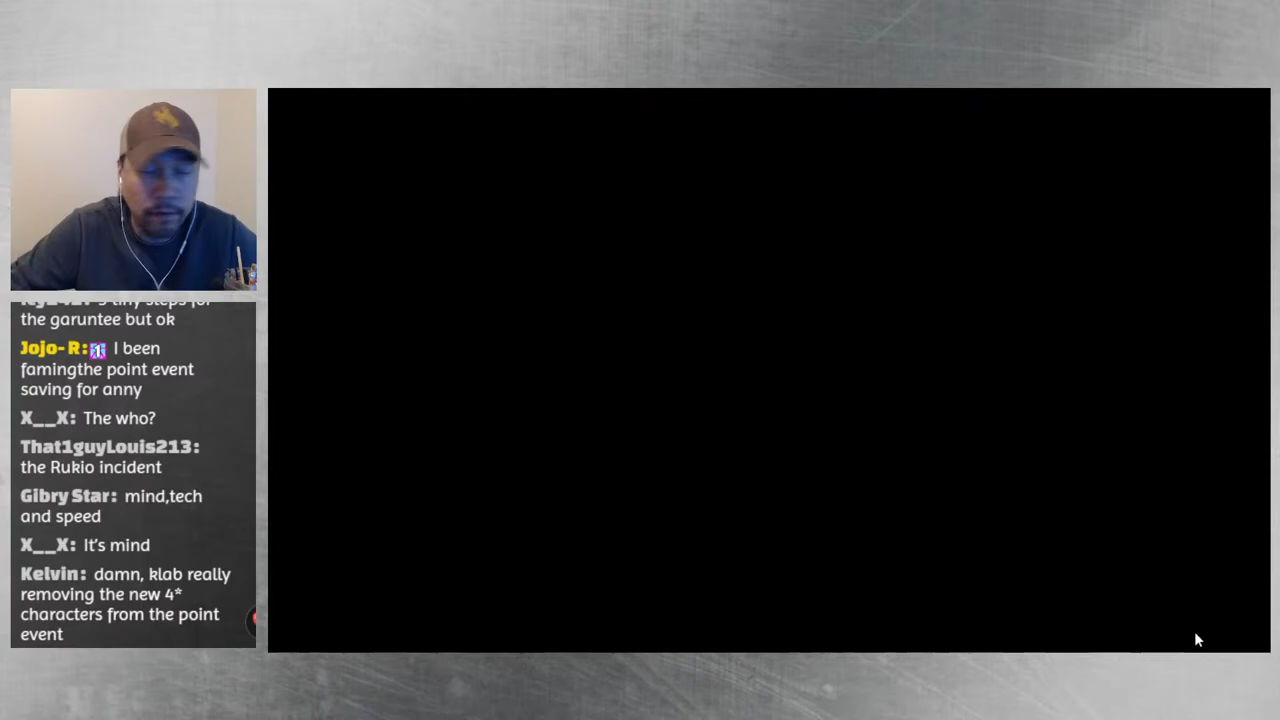 the garuntee but ok
Jojo-R: 1 I been
famingthe point event
saving for anny
X__X: The who?
That1guyLouis213:
the Rukio incident
Gibry Star: mind,tech
and speed
X__X: It's mind
Kelvin: damn, klab really
removing the new 4*
characters from the point
event